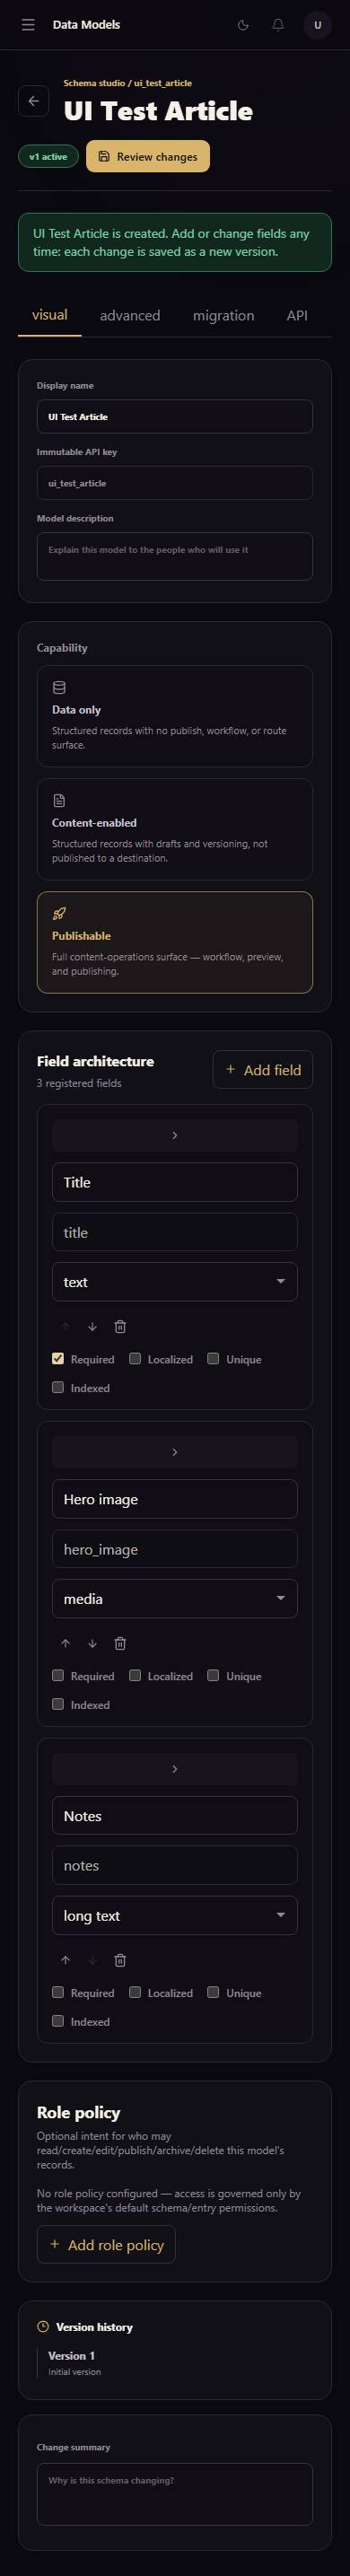 Data Models
U
Schema studio / ui_test_article
UI Test Article
v1 active
Review changes
UI Test Article is created. Add or change fields any
time: each change is saved as a new version.
visual
advanced
migration
API
Display name
UI Test Article
Immutable API key
ui_test_article
Model description
Explain this model to the people who will use it
Capability
Data only
Structured records with no publish, workflow, or route
surface.
Content-enabled
Structured records with drafts and versioning, not
published to a destination.
Publishable
Full content-operations surface — workflow, preview,
and publishing.
Field architecture
3 registered fields
Add field
Title
title
text
Required
Localized
Unique
Indexed
Hero image
hero_image
media
Required
Localized
Unique
Indexed
Notes
notes
long text
Required
Localized
Unique
Indexed
Role policy
Optional intent for who may
read/create/edit/publish/archive/delete this model's
records.
No role policy configured — access is governed only by
the workspace's default schema/entry permissions.
Add role policy
Version history
Version 1
Initial version
Change summary
Why is this schema changing?